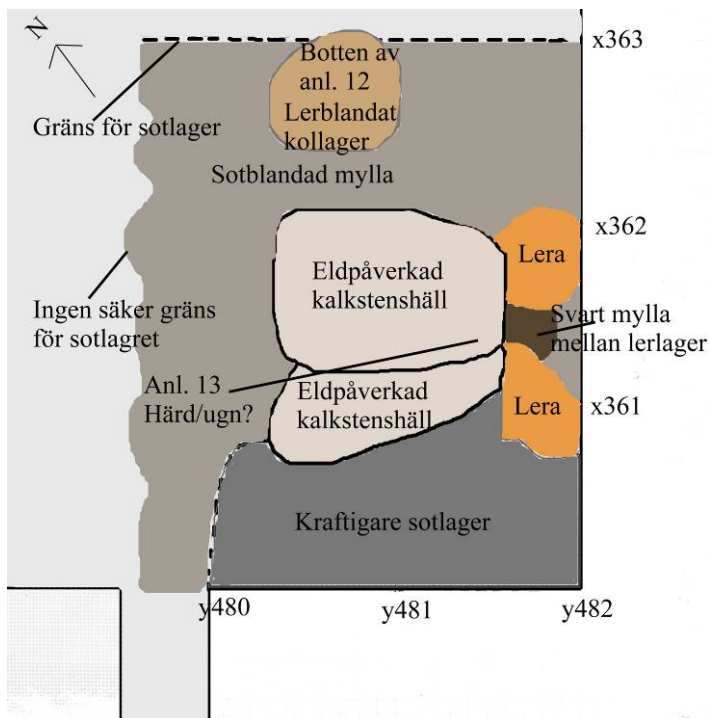 N
x363
Botten av
anl. 12
Lerblandat
kollager
Gräns för sotlager
Sotblandad mylla
x362
Lera
Eldpåverkad
kalkstenshäll
Ingen säker gräns
för sotlagret
Svart mylla
mellan lerlager
Anl. 13
Härd/ugn?
Eldpåverkad
kalkstenshäll
Lera
x361
Kraftigare sotlager
y480
y481
y482